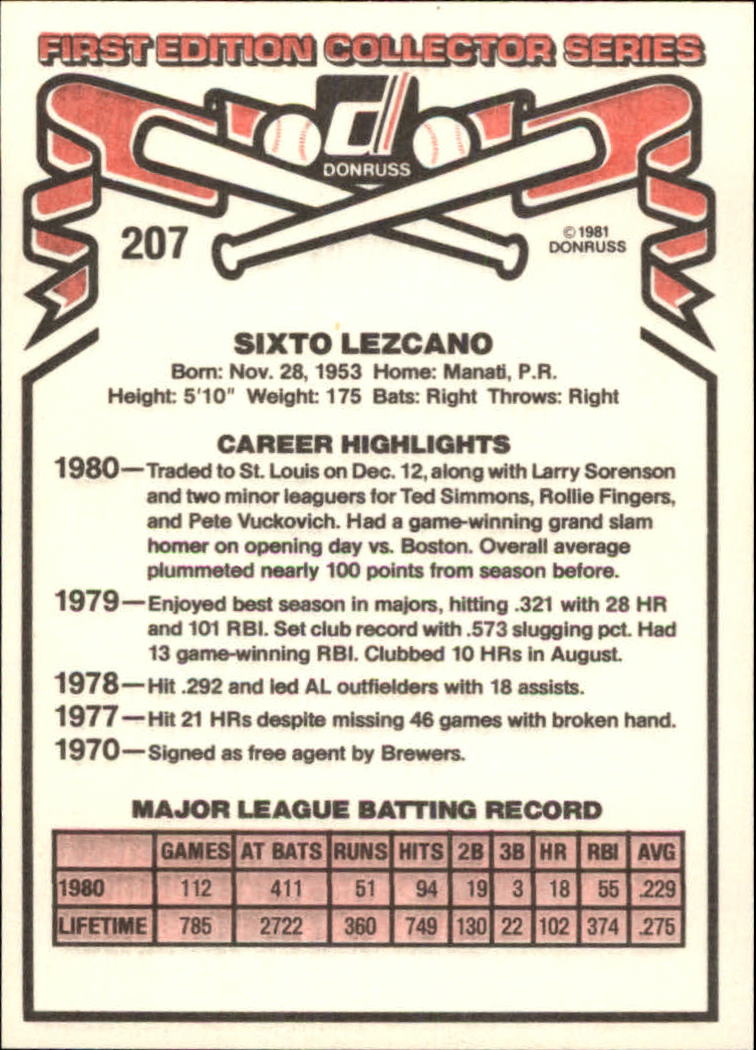 FIRST EDITION COLLECTOR SERIES
d
DONRUSS
207
© 1981
DONRUSS
SIXTO LEZCANO
Born: Nov. 28, 1953 Home: Manati, P.R.
Height: 5'10" Weight: 175 Bats: Right Throws: Right
CAREER HIGHLIGHTS
1980—Traded to St. Louis on Dec. 12, along with Larry Sorenson
and two minor leaguers for Ted Simmons, Rollie Fingers,
and Pete Vuckovich. Had a game-winning grand slam
homer on opening day vs. Boston. Overall average
plummeted nearly 100 points from season before.
1979—Enjoyed best season in majors, hitting .321 with 28 HR
and 101 RBI. Set club record with .573 slugging pct. Had
13 game-winning RBI. Clubbed 10 HRs in August.
1978—Hit .292 and led AL outfielders with 18 assists.
1977—Hit 21 HRs despite missing 46 games with broken hand.
1970—Signed as free agent by Brewers.
MAJOR LEAGUE BATTING RECORD
GAMES AT BATS RUNS HITS 2B 3B HR RBI AVG
1980 112 411 51 94 19 3 18 55 .229
LIFETIME 785 2722 360 749 130 22 102 374 .275